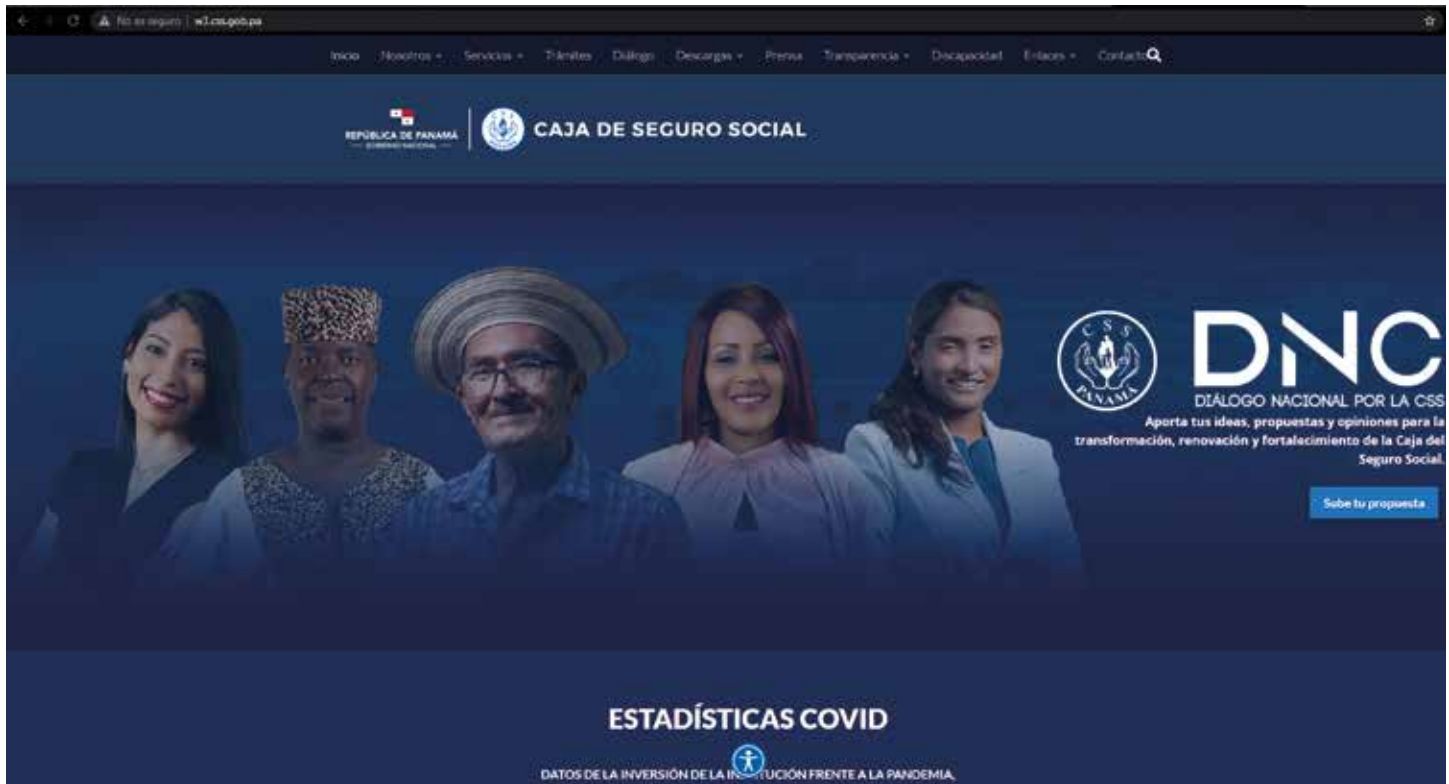 No es seguro | w3.css.gob.pa
Inicio Nosotros Servicios Trámites Diálogo Descargas Prensa Transparencia Discapacidad Enlaces Contacto
REPÚBLICA DE PANAMÁ
— GOBIERNO NACIONAL —
CAJA DE SEGURO SOCIAL
CSS
PANAMÁ
DNC
DIÁLOGO NACIONAL POR LA CSS
Aporta tus ideas, propuestas y opiniones para la
transformación, renovación y fortalecimiento de la Caja del
Seguro Social.
Sube tu propuesta
ESTADÍSTICAS COVID
DATOS DE LA INVERSIÓN DE LA FRENTE A LA PANDEMIA,